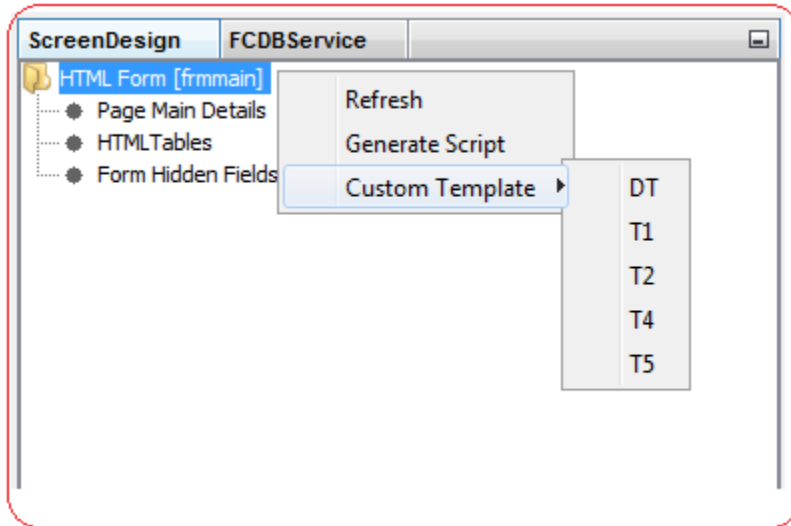 ScreenDesign FCDBService
HTML Form [frmmain]
Page Main Details
HTMLTables
Form Hidden Fields
Refresh
Generate Script
Custom Template
DT
T1
T2
T4
T5